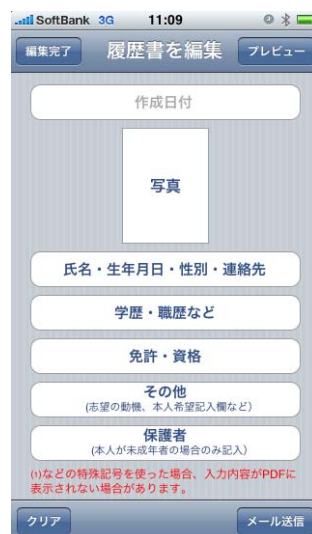 SoftBank 3G 11:09
編集完了 履歴書を編集 プレビュー
作成日付
写真
氏名・生年月日・性別・連絡先
学歴・職歴など
免許・資格
その他
(志望の動機、本人希望記入欄など)
保護者
(本人が未成年者の場合のみ記入)
⑴などの特殊記号を使った場合、入力内容がPDFに
表示されない場合があります。
クリア メール送信